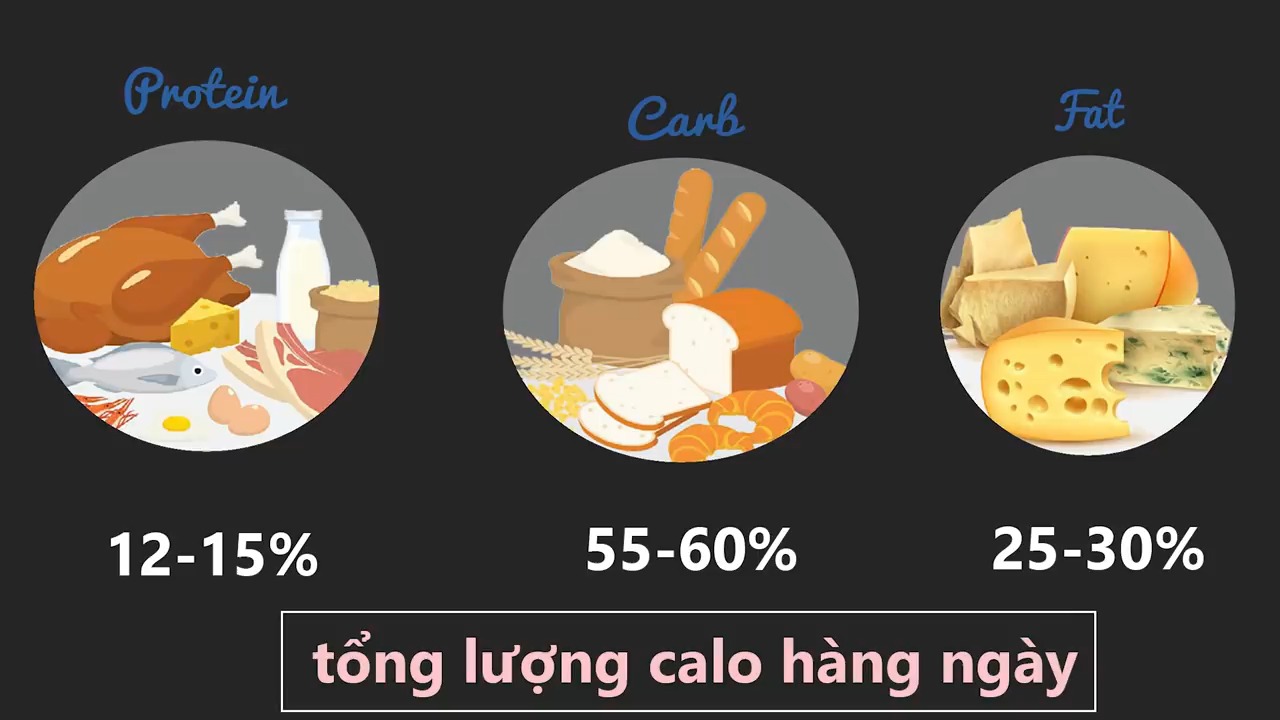 Protein
Carb
Fat
12-15%
55-60%
25-30%
tổng lượng calo hàng ngày